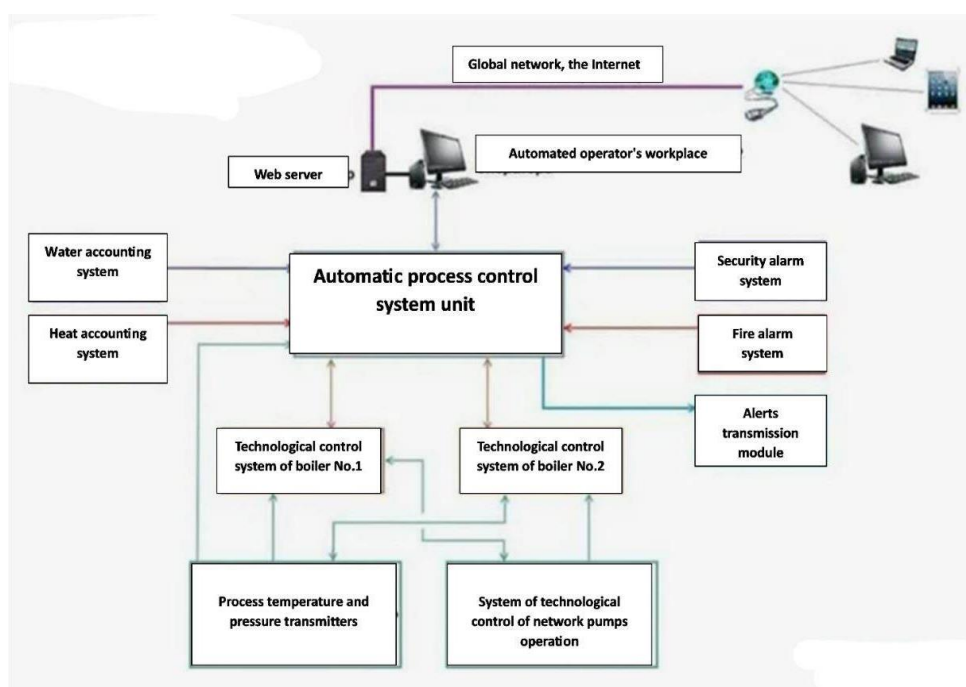 Global network, the Internet
Automated operator's workplace
Web server
Water accounting
system
Automatic process control
system unit
Security alarm
system
Heat accounting
system
Fire alarm
system
Alerts
transmission
module
Technological control
system of boiler No.1
Technological control
system of boiler No.2
Process temperature and
pressure transmitters
System of technological
control of network pumps
operation